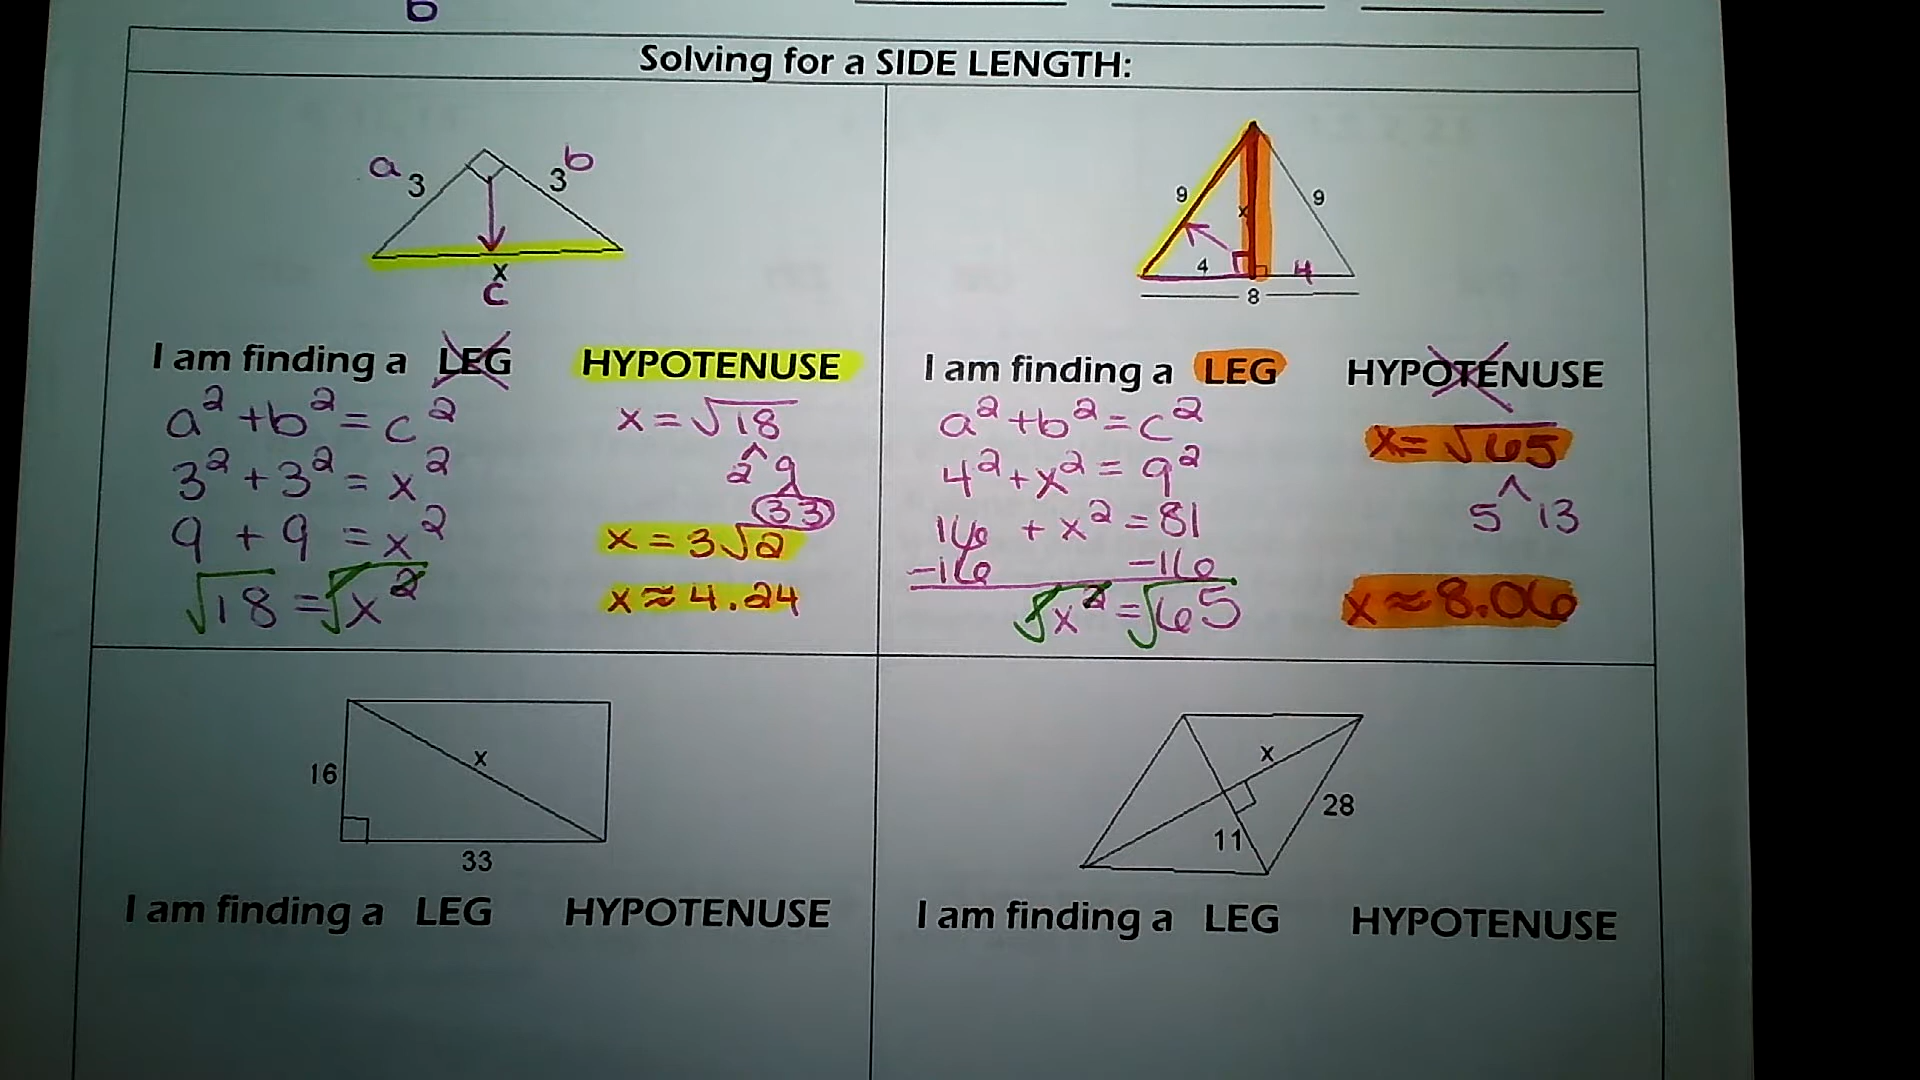 b
Solving for a SIDE LENGTH:
a 3
3 b
x
c
9
x
9
4
4
8
I am finding a LEG HYPOTENUSE
a² + b² = c²
3² + 3² = x²
9 + 9 = x²
√18 = √x²
x = √18
2 9
3 3
x = 3√2
x ≈ 4.24
I am finding a LEG HYPOTENUSE
a² + b² = c²
4² + x² = 9²
16 + x² = 81
-16 -16
√x² = √65
x = √65
5 13
x ≈ 8.06
16
x
33
I am finding a LEG HYPOTENUSE
x
28
11
I am finding a LEG HYPOTENUSE